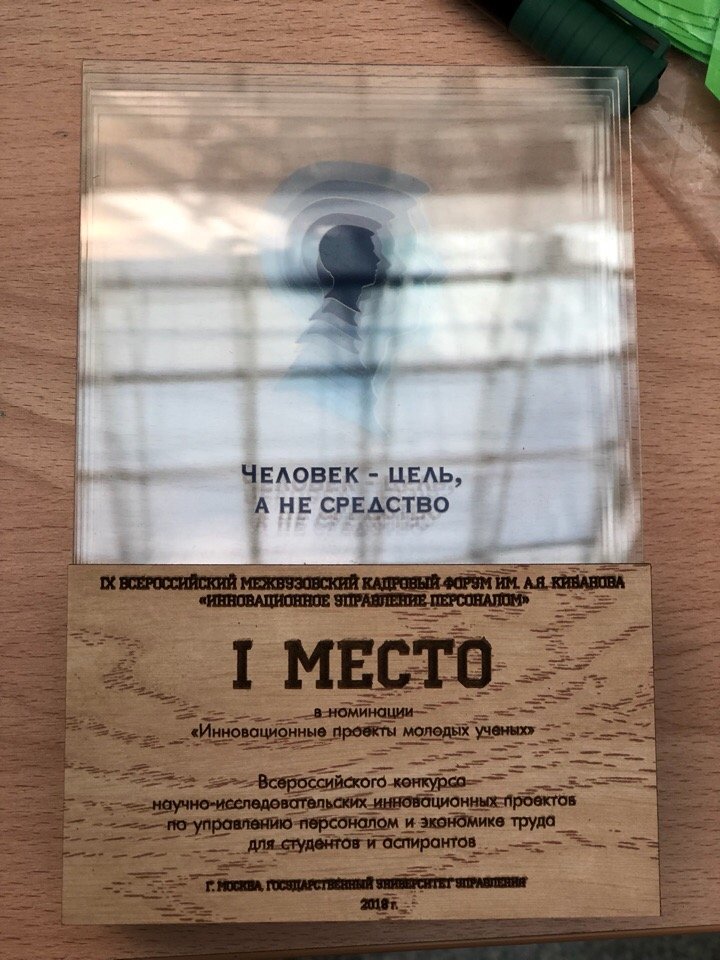 Человек - цель,
а не средство
IX ВСЕРОССИЙСКИЙ МЕЖВУЗОВСКИЙ КАДРОВЫЙ ФОРУМ ИМ. А.Я. КИБАНОВА
«ИННОВАЦИОННОЕ УПРАВЛЕНИЕ ПЕРСОНАЛОМ»
I МЕСТО
в номинации
«Инновационные проекты молодых ученых»
Всероссийского конкурса
научно-исследовательских инновационных проектов
по управлению персоналом и экономике труда
для студентов и аспирантов
Г. МОСКВА, ГОСУДАРСТВЕННЫЙ УНИВЕРСИТЕТ УПРАВЛЕНИЯ
2018 г.